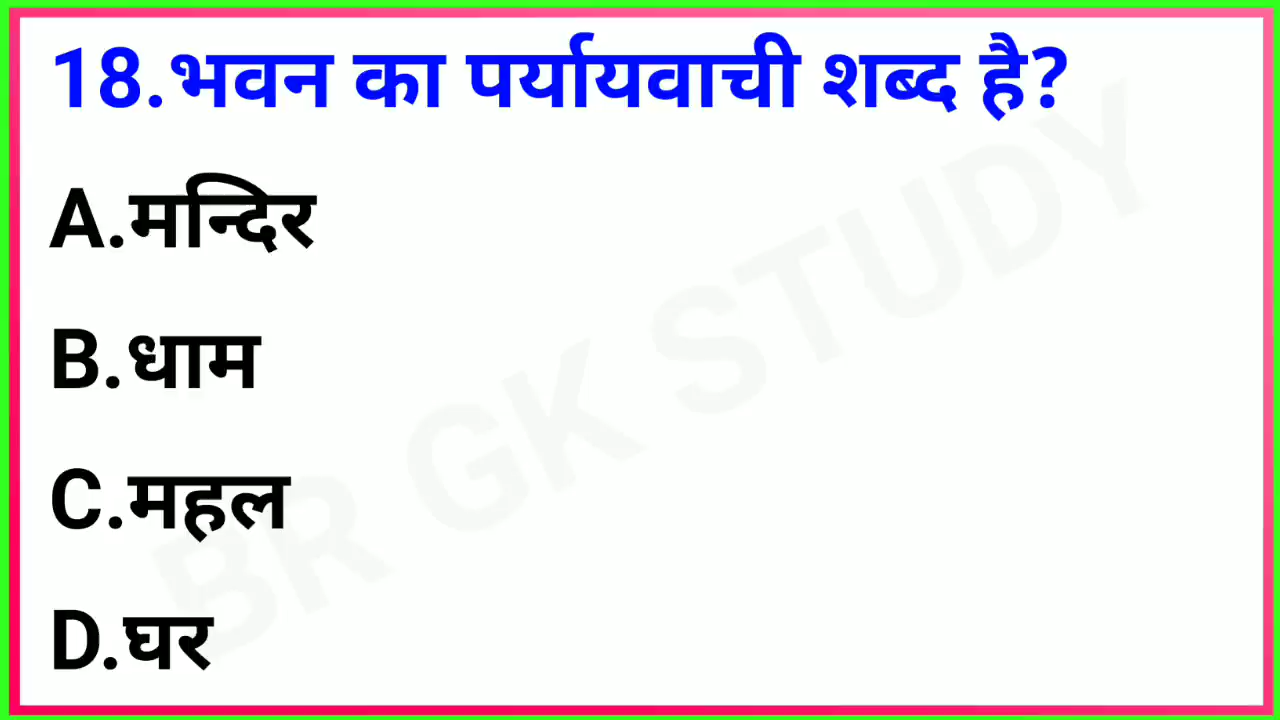 18.भवन का पर्यायवाची शब्द है?
A.मन्दिर
B.धाम
C.महल
D.घर
BR GK STUDY